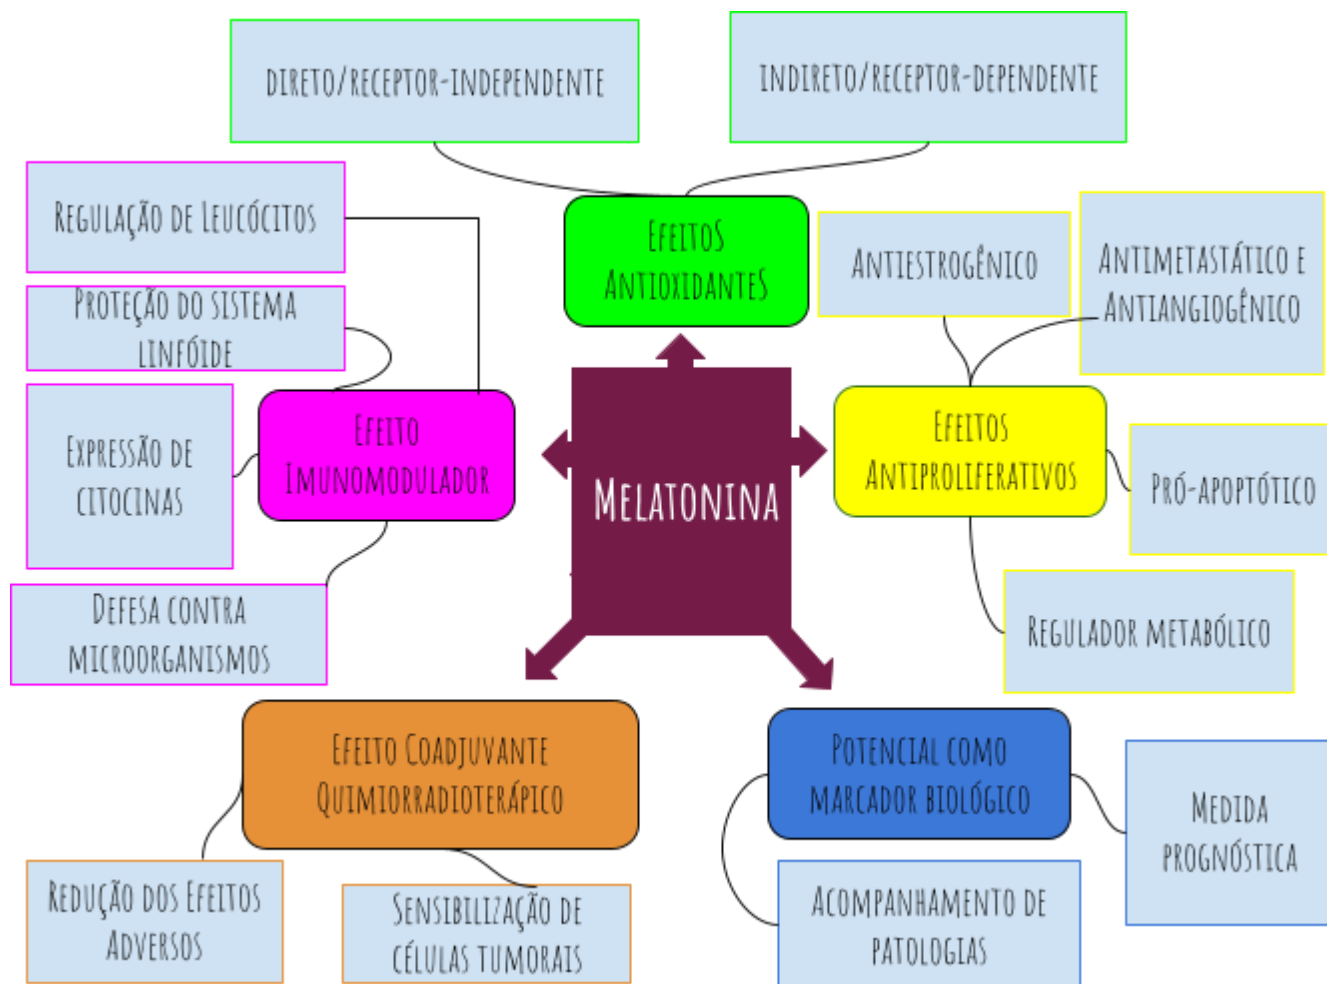 direto/receptor-independente
indireto/receptor-dependente
Regulação de Leucócitos
Proteção do sistema
linfóide
Expressão de
citocinas
Defesa contra
microorganismos
Efeito
Imunomodulador
EfeitoS
AntioxidanteS
Antiestrogênico
Antimetastático e
Antiangiogênico
Efeitos
Antiproliferativos
Pró-apoptótico
Regulador metabólico
Melatonina
Efeito Coadjuvante
Quimiorradioterápico
Redução dos Efeitos
Adversos
Sensibilização de
células tumorais
Potencial como
marcador biológico
Medida
prognóstica
Acompanhamento de
patologias